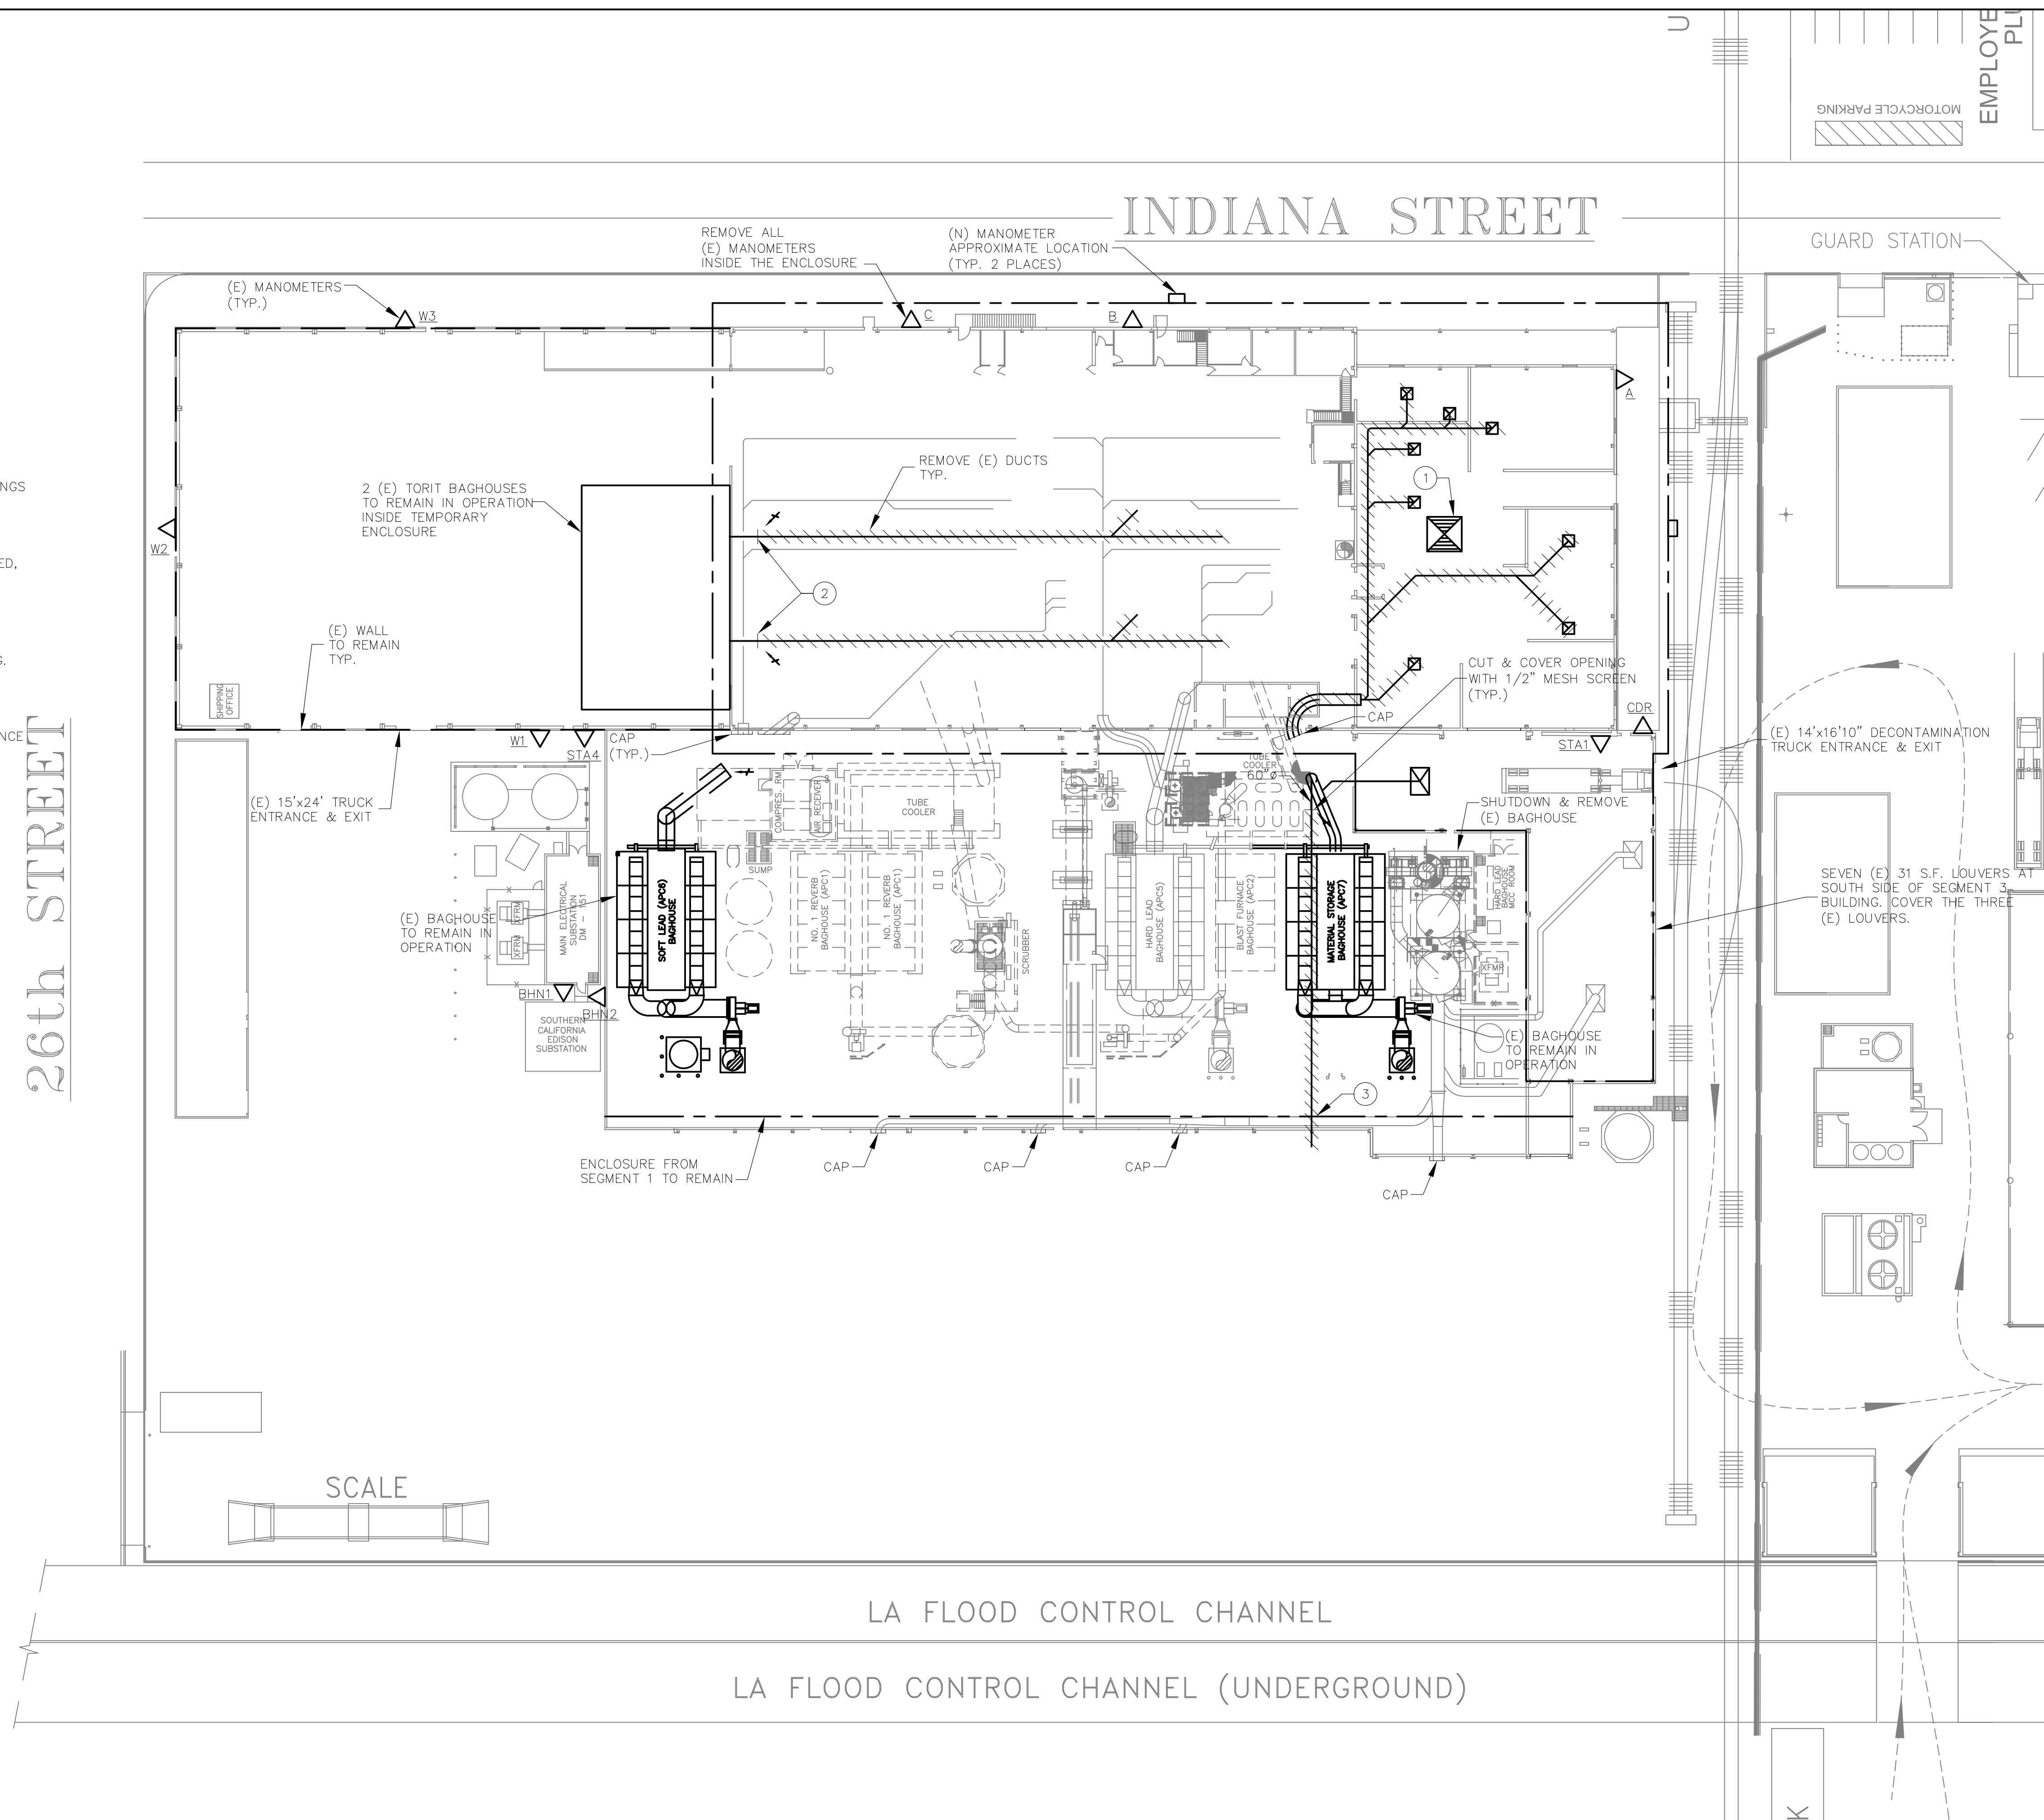 U
EMPLOYE
PLU
MOTORCYCLE PARKING
INDIANA STREET
GUARD STATION
REMOVE ALL
(E) MANOMETERS
INSIDE THE ENCLOSURE
(N) MANOMETER
APPROXIMATE LOCATION
(TYP. 2 PLACES)
(E) MANOMETERS
(TYP.)
W3
C
B
A
NGS
ED,
G.
NCE
2 (E) TORIT BAGHOUSES
TO REMAIN IN OPERATION
INSIDE TEMPORARY
ENCLOSURE
REMOVE (E) DUCTS
TYP.
1
W2
2
(E) WALL
TO REMAIN
TYP.
SHIPPING
OFFICE
CUT & COVER OPENING
WITH 1/2" MESH SCREEN
(TYP.)
CAP
CDR
STA1
W1
STA4
CAP
(TYP.)
(E) 14'x16'10" DECONTAMINATION
TRUCK ENTRANCE & EXIT
26th STREET
(E) 15'x24' TRUCK
ENTRANCE & EXIT
COMPRES. RM.
AIR RECEIVER
TUBE
COOLER
TUBE
COOLER
60" ø
SHUTDOWN & REMOVE
(E) BAGHOUSE
SUMP
SEVEN (E) 31 S.F. LOUVERS AT
SOUTH SIDE OF SEGMENT 3
BUILDING. COVER THE THREE
(E) LOUVERS.
(E) BAGHOUSE
TO REMAIN IN
OPERATION
XFRM
XFRM
MAIN ELECTRICAL
SUBSTATION
DM - 151
SOFT LEAD (APC6)
BAGHOUSE
NO. 1 REVERB
BAGHOUSE (APC1)
NO. 1 REVERB
BAGHOUSE (APC1)
SCRUBBER
HARD LEAD
BAGHOUSE (APC5)
BLAST FURNACE
BAGHOUSE (APC2)
MATERIAL STORAGE
BAGHOUSE (APC7)
HARD LEAD
BAGHOUSE
MCC ROOM
XFMR
BHN1
BHN2
SOUTHERN
CALIFORNIA
EDISON
SUBSTATION
(E) BAGHOUSE
TO REMAIN IN
OPERATION
3
ENCLOSURE FROM
SEGMENT 1 TO REMAIN
CAP
CAP
CAP
CAP
SCALE
LA FLOOD CONTROL CHANNEL
LA FLOOD CONTROL CHANNEL (UNDERGROUND)
K